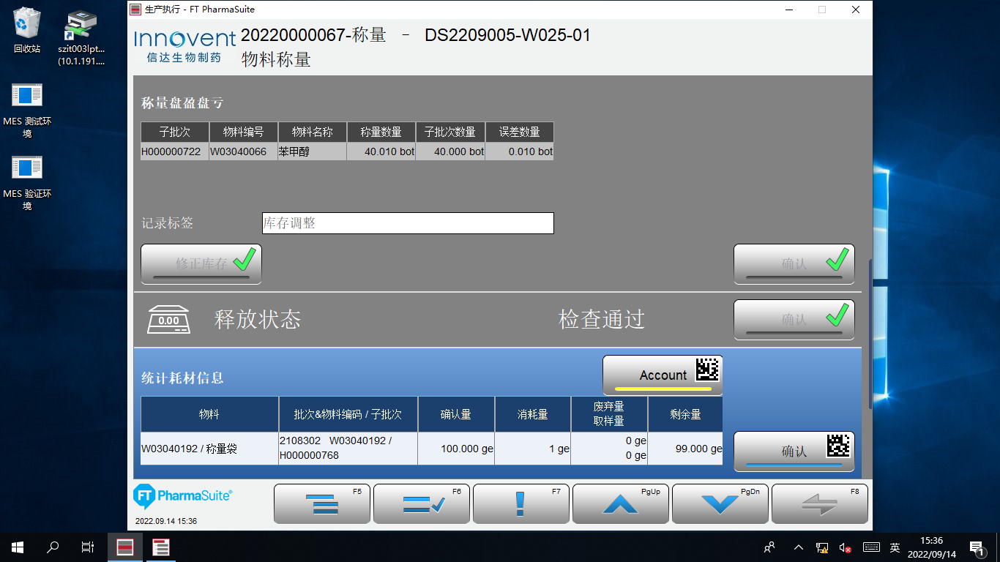 生产执行 - FT PharmaSuite
回收站
szit003lpt...
(10.1.191....
MES 测试环
境
MES 验证环
境
Innovent
信达生物制药
20220000067-称量 - DS2209005-W025-01
物料称量
称量盘盈盘亏
子批次 物料编号 物料名称 称量数量 子批次数量 误差数量
H000000722 W03040066 苯甲醇 40.010 bot 40.000 bot 0.010 bot
记录标签 库存调整
修正库存 确认
0.00 释放状态 检查通过 确认
统计耗材信息 Account
物料 批次&物料编码 / 子批次 确认量 消耗量 废弃量 剩余量
取样量
W03040192 / 称量袋 2108302 W03040192 / 100.000 ge 1 ge 0 ge 99.000 ge
H000000768 0 ge
确认
FT PharmaSuite®
F5 F6 F7 PgUp PgDn F8
2022.09.14 15:36
英
15:36
2022/09/14
1